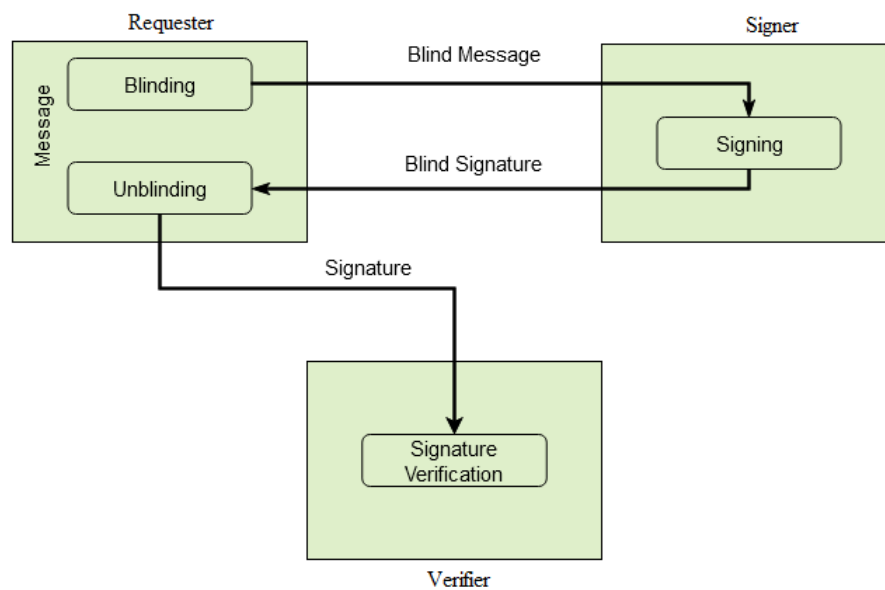 Requester
Signer
Blind Message
Message
Blinding
Signing
Blind Signature
Unblinding
Signature
Signature
Verification
Verifier